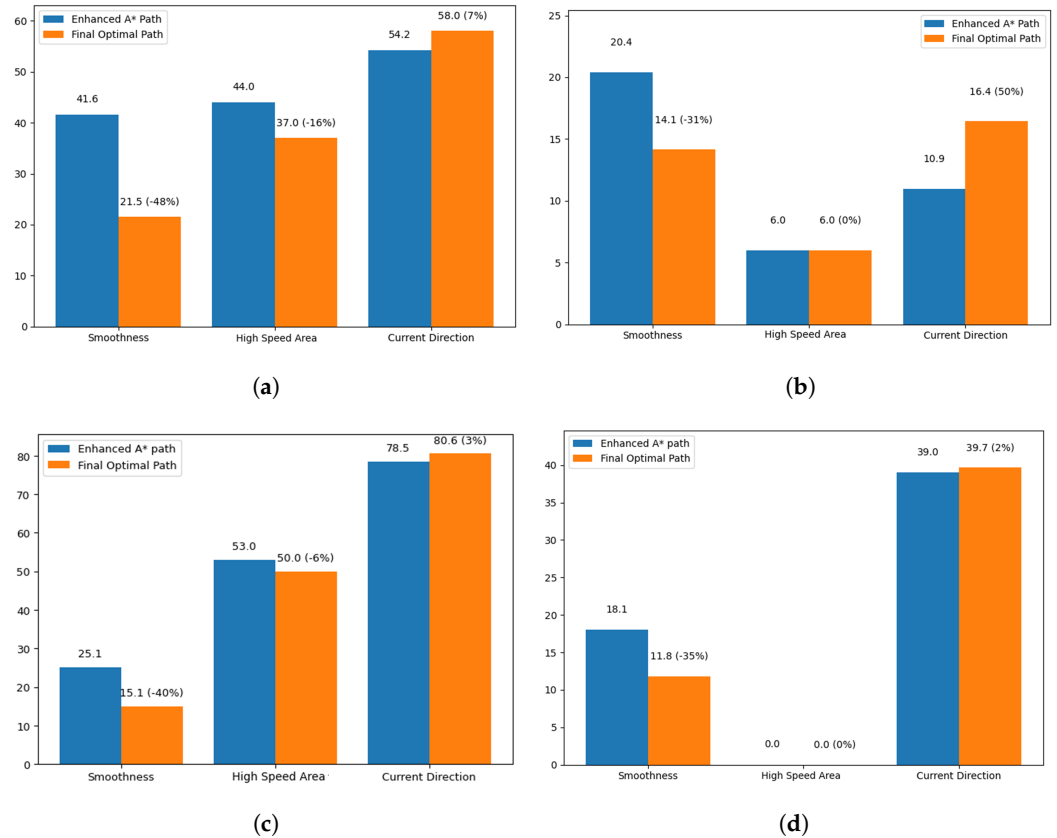 Enhanced A* Path
Final Optimal Path
60
50
40
30
20
10
0
41.6
21.5 (-48%)
44.0
37.0 (-16%)
54.2
58.0 (7%)
Smoothness
High Speed Area
Current Direction
(a)
Enhanced A* Path
Final Optimal Path
25
20
15
10
5
0
20.4
14.1 (-31%)
6.0
6.0 (0%)
10.9
16.4 (50%)
Smoothness
High Speed Area
Current Direction
(b)
Enhanced A* path
Final Optimal Path
80
70
60
50
40
30
20
10
0
25.1
15.1 (-40%)
53.0
50.0 (-6%)
78.5
80.6 (3%)
Smoothness
High Speed Area
Current Direction
(c)
Enhanced A* path
Final Optimal Path
40
35
30
25
20
15
10
5
0
18.1
11.8 (-35%)
0.0
0.0 (0%)
39.0
39.7 (2%)
Smoothness
High Speed Area
Current Direction
(d)